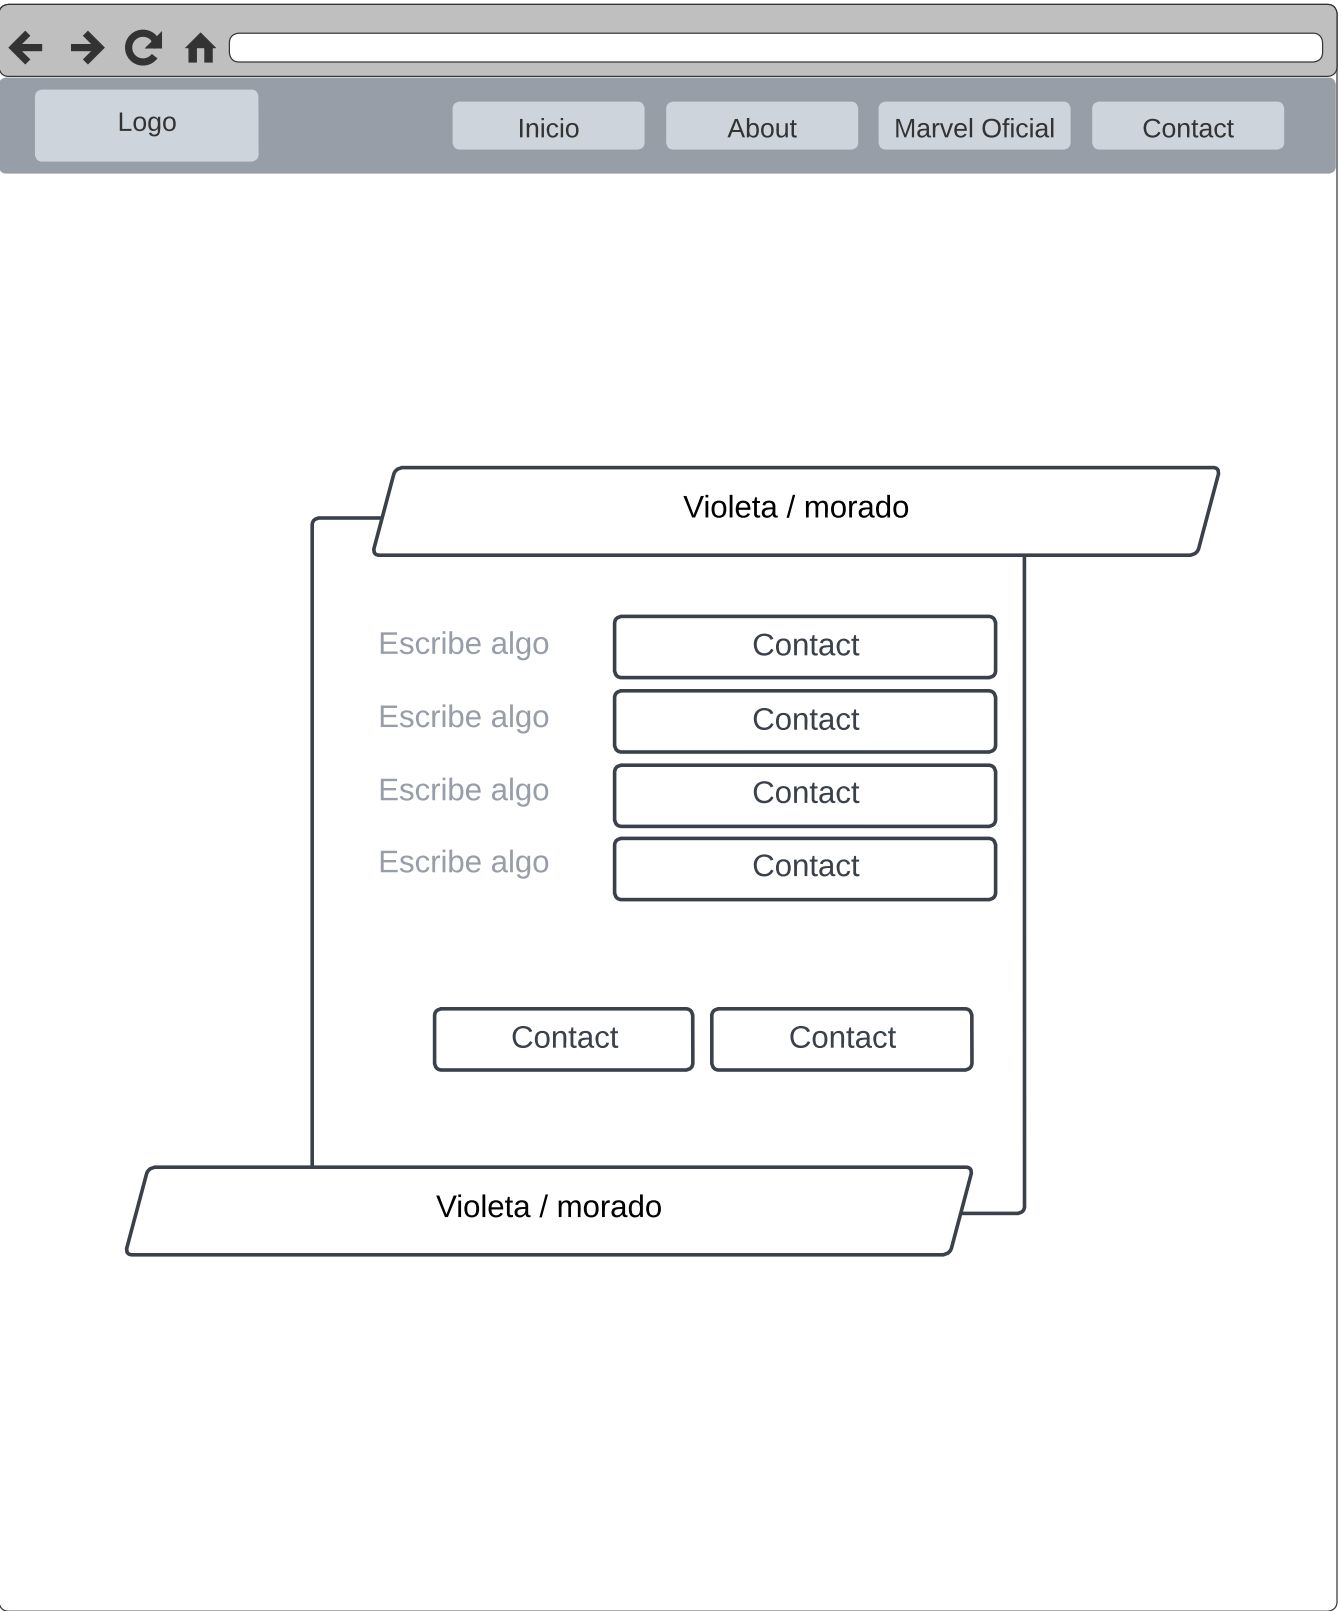 Logo
Inicio
About
Marvel Oficial
Contact
Violeta / morado
Escribe algo
Contact
Escribe algo
Contact
Escribe algo
Contact
Escribe algo
Contact
Contact
Contact
Violeta / morado